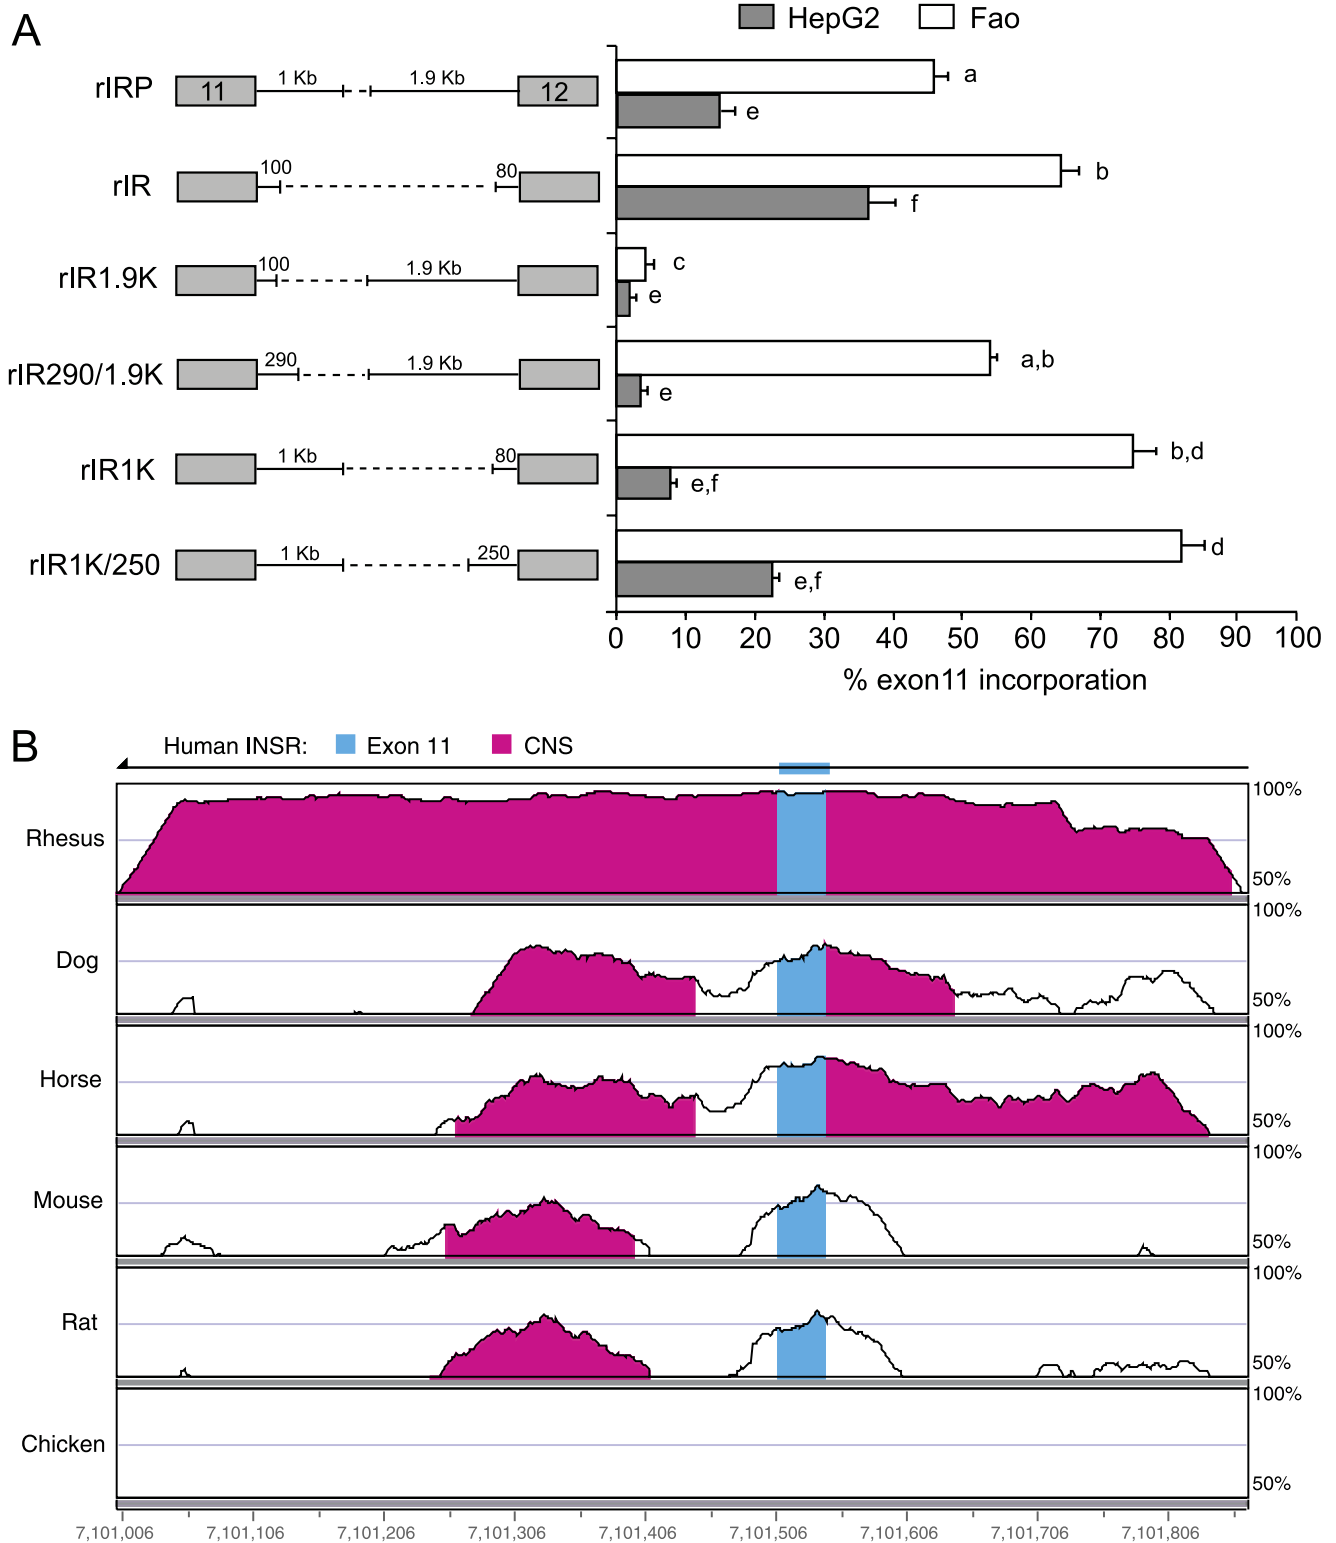 A
HepG2 Fao
rIRP 11 1 Kb 1.9 Kb 12 a
e
rIR 100 80 b
f
rIR1.9K 100 1.9 Kb c
e
rIR290/1.9K 290 1.9 Kb a,b
e
rIR1K 1 Kb 80 b,d
e,f
rIR1K/250 1 Kb 250 d
e,f
0 10 20 30 40 50 60 70 80 90 100
% exon11 incorporation
B
Human INSR: Exon 11 CNS
100%
Rhesus
50%
100%
Dog
50%
100%
Horse
50%
100%
Mouse
50%
100%
Rat
50%
100%
Chicken
50%
7,101,006 7,101,106 7,101,206 7,101,306 7,101,406 7,101,506 7,101,606 7,101,706 7,101,806